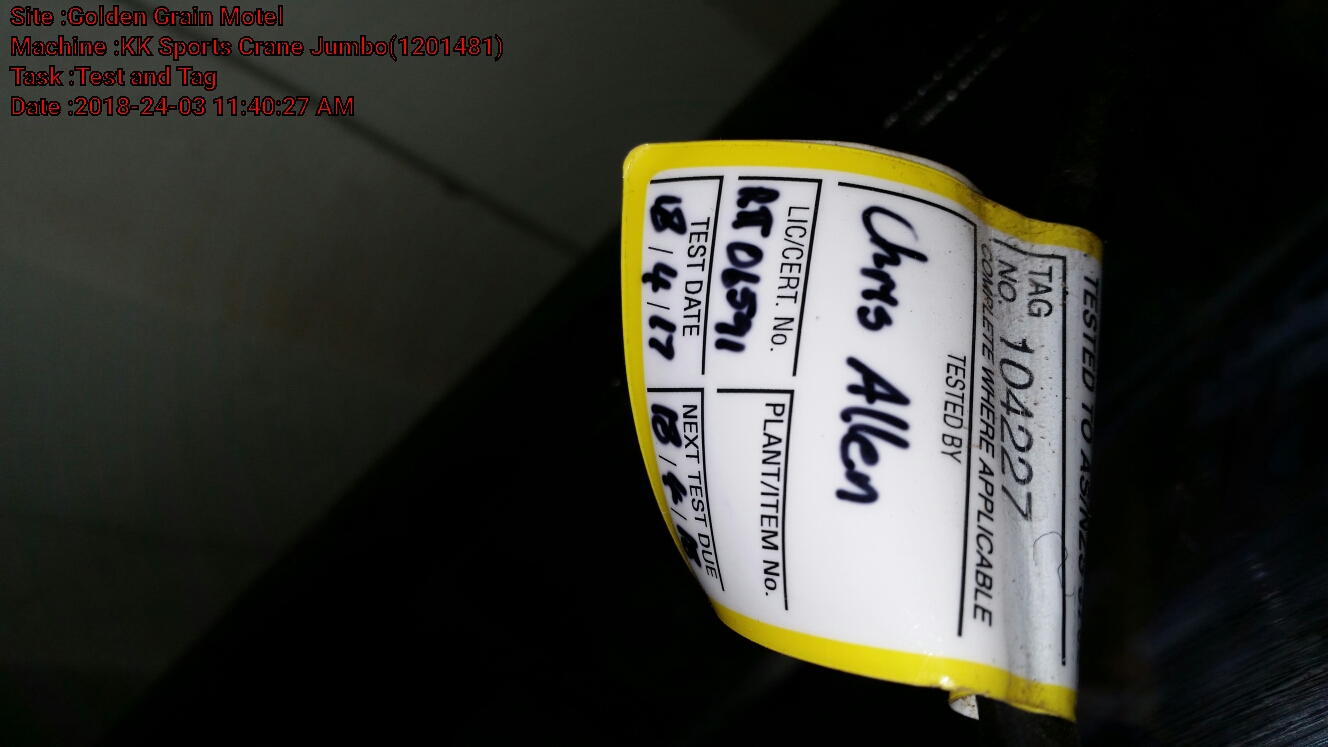 Site :Golden Grain Motel
Machine :KK Sports Crane Jumbo(1201481)
Task :Test and Tag
Date :2018-24-03 11:40:27 AM
TESTED TO AS/NZS
TAG NO. 104227
COMPLETE WHERE APPLICABLE
TESTED BY
Chris Allen
LIC/CERT. No.
PLANT/ITEM No.
TEST DATE
18/4/17
NEXT TEST DUE